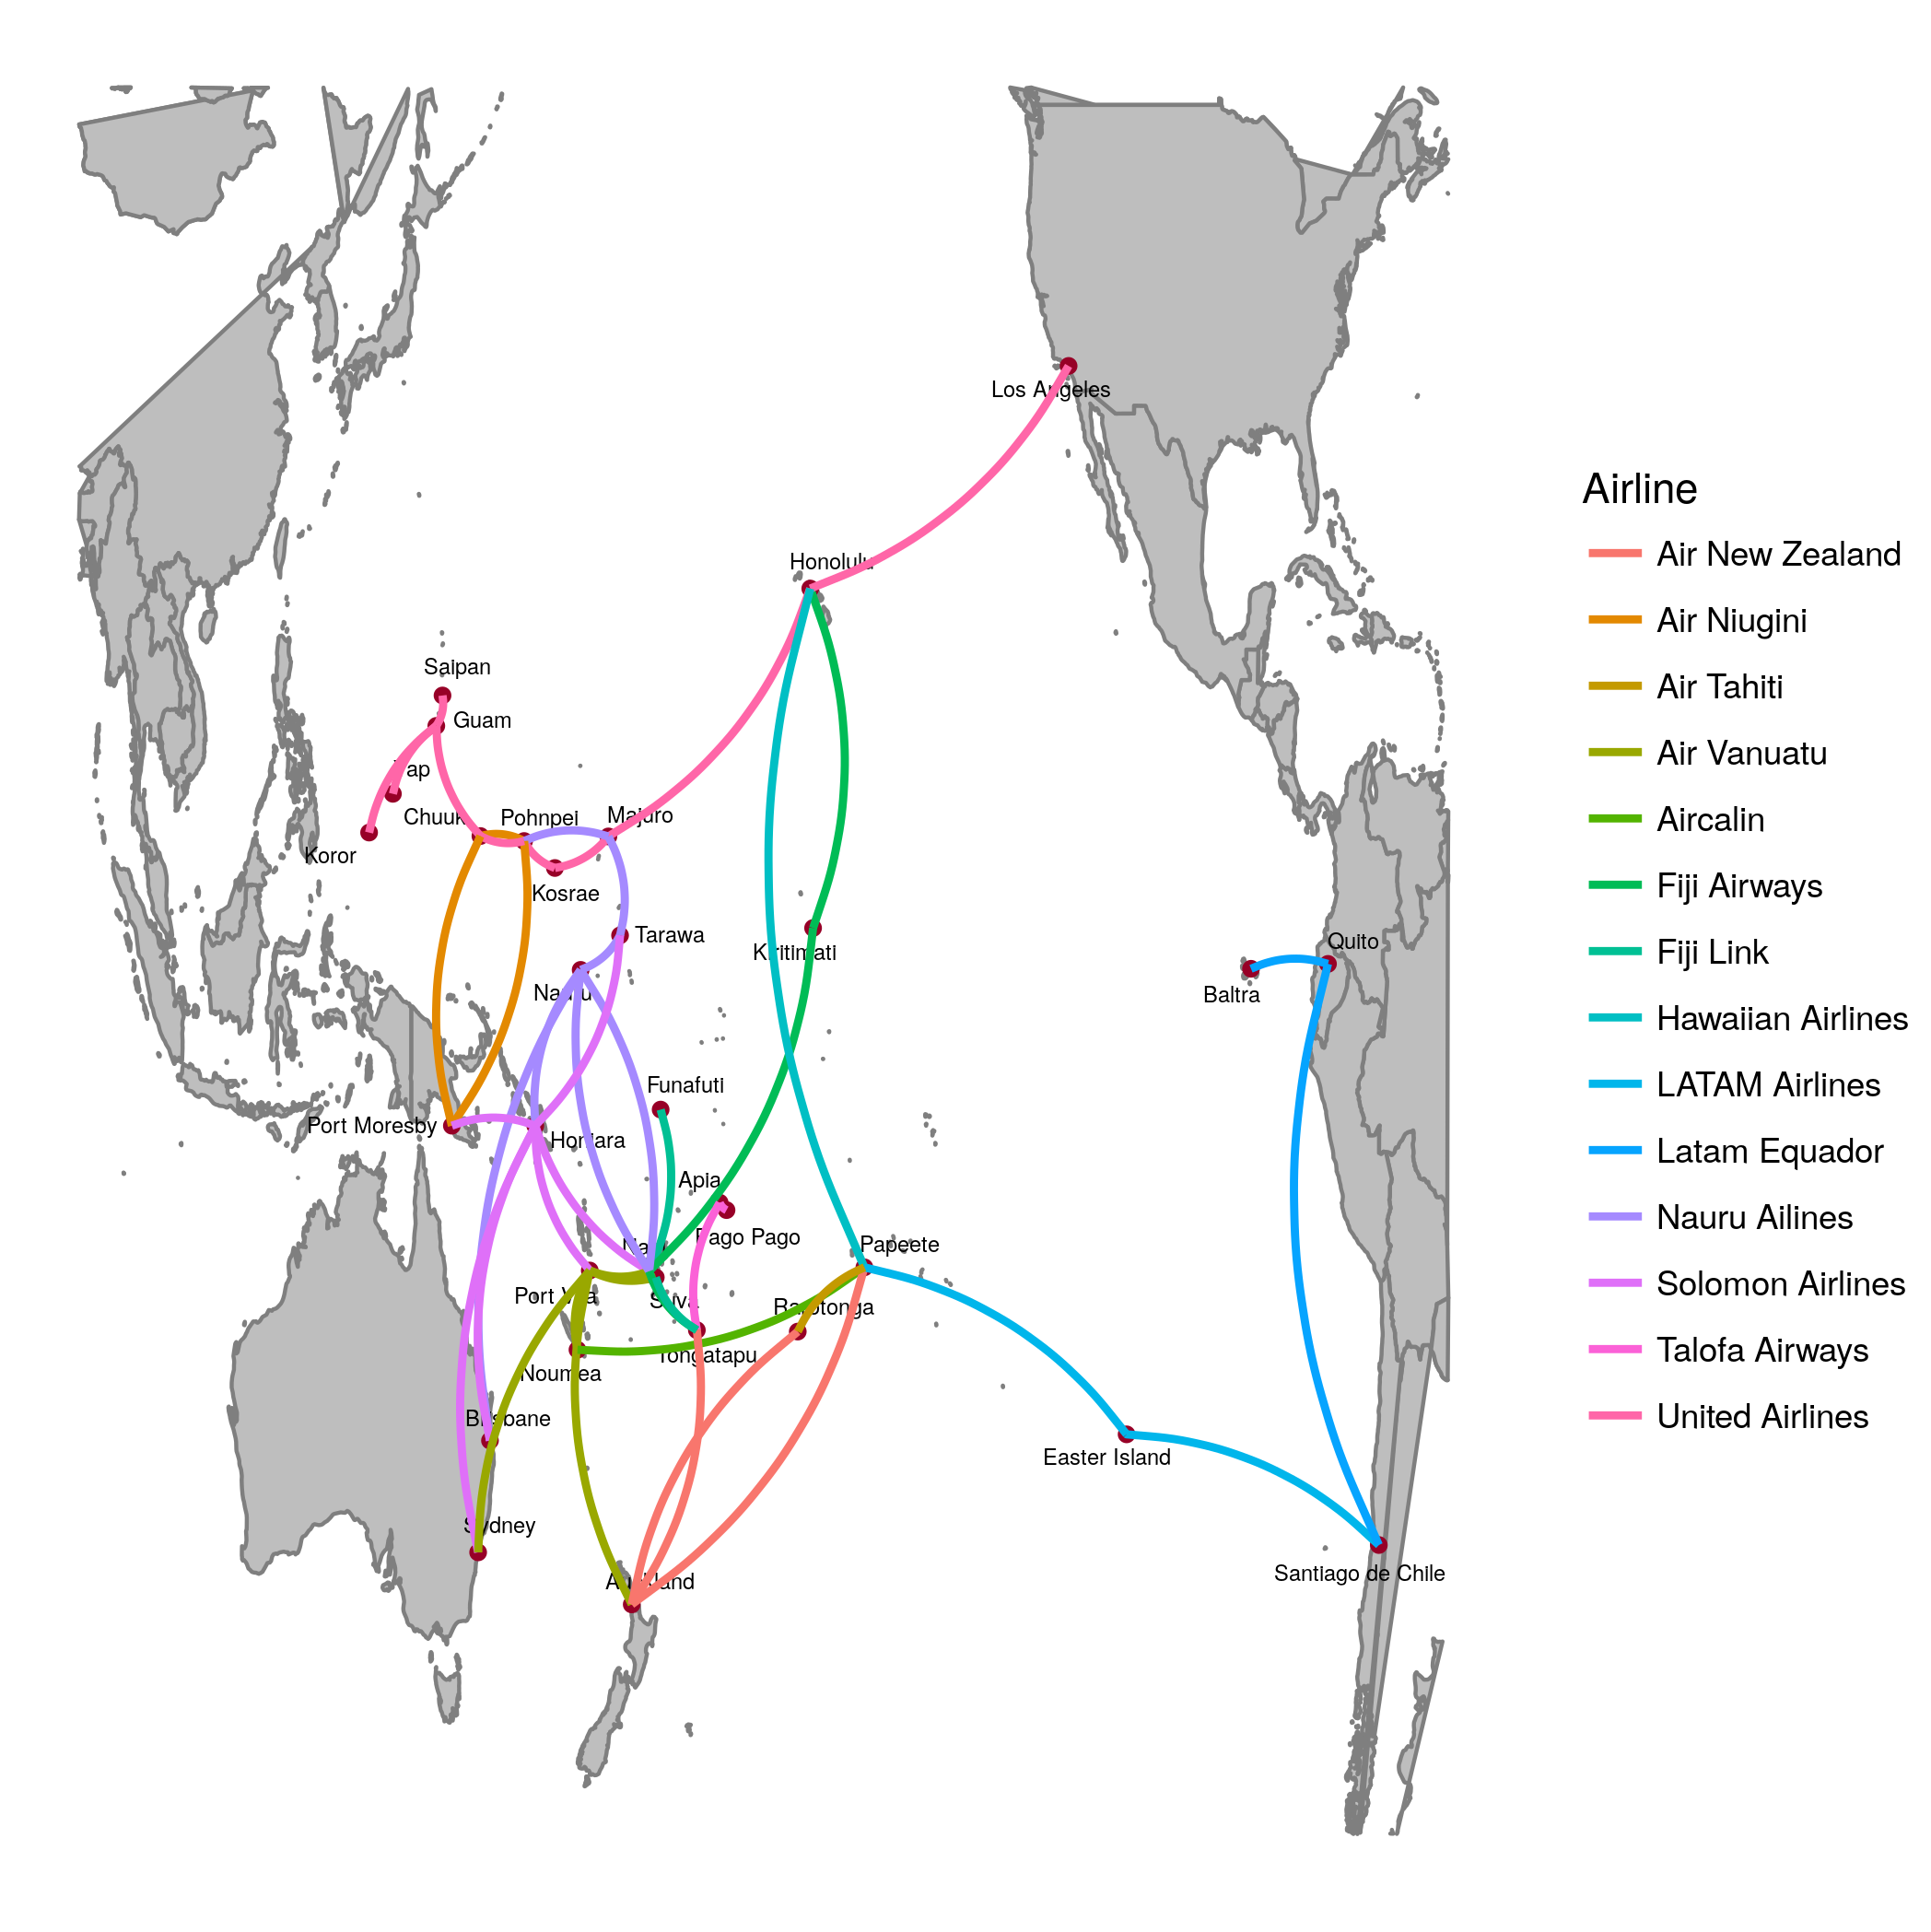 Los Angeles
Honolulu
Saipan
Guam
Yap
Chuuk
Pohnpei
Majuro
Koror
Kosrae
Tarawa
Kiritimati
Nauru
Quito
Baltra
Funafuti
Port Moresby
Honiara
Apia
Pago Pago
Nadi
Papeete
Port Vila
Suva
Rarotonga
Tongatapu
Noumea
Brisbane
Easter Island
Sydney
Auckland
Santiago de Chile
Airline
Air New Zealand
Air Niugini
Air Tahiti
Air Vanuatu
Aircalin
Fiji Airways
Fiji Link
Hawaiian Airlines
LATAM Airlines
Latam Equador
Nauru Ailines
Solomon Airlines
Talofa Airways
United Airlines